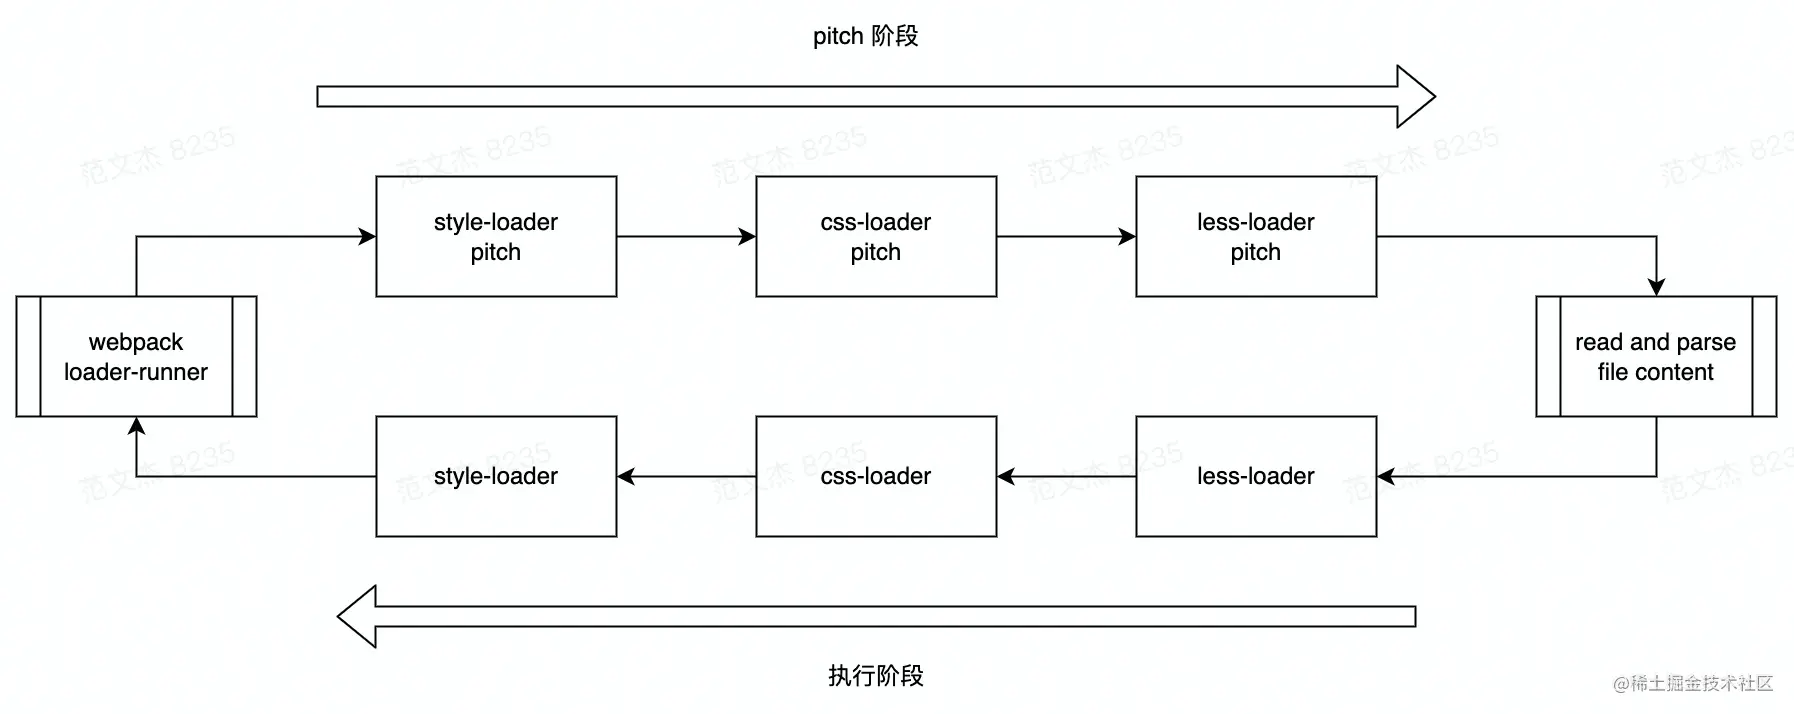 pitch 阶段
范文杰 8235
范文杰 8235
范文杰 8235
范文杰 8235
范文杰 8235
范文杰 823
style-loader
pitch
css-loader
pitch
less-loader
pitch
webpack
loader-runner
read and parse
file content
范文杰 8235
范文杰 8235
范文杰 8235
范文杰 8235
范文杰 8235
范文杰 823
style-loader
css-loader
less-loader
执行阶段
@稀土掘金技术社区